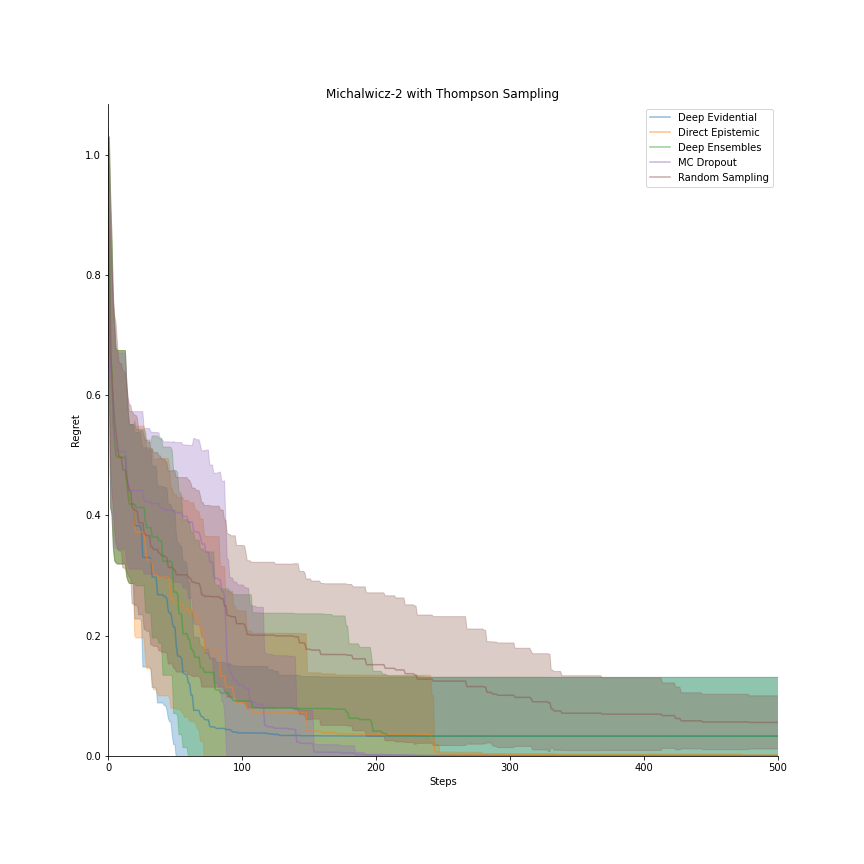 Michalwicz-2 with Thompson Sampling
Deep Evidential
Direct Epistemic
Deep Ensembles
MC Dropout
Random Sampling
1.0
0.8
0.6
0.4
0.2
0.0
Regret
0 100 200 300 400 500
Steps